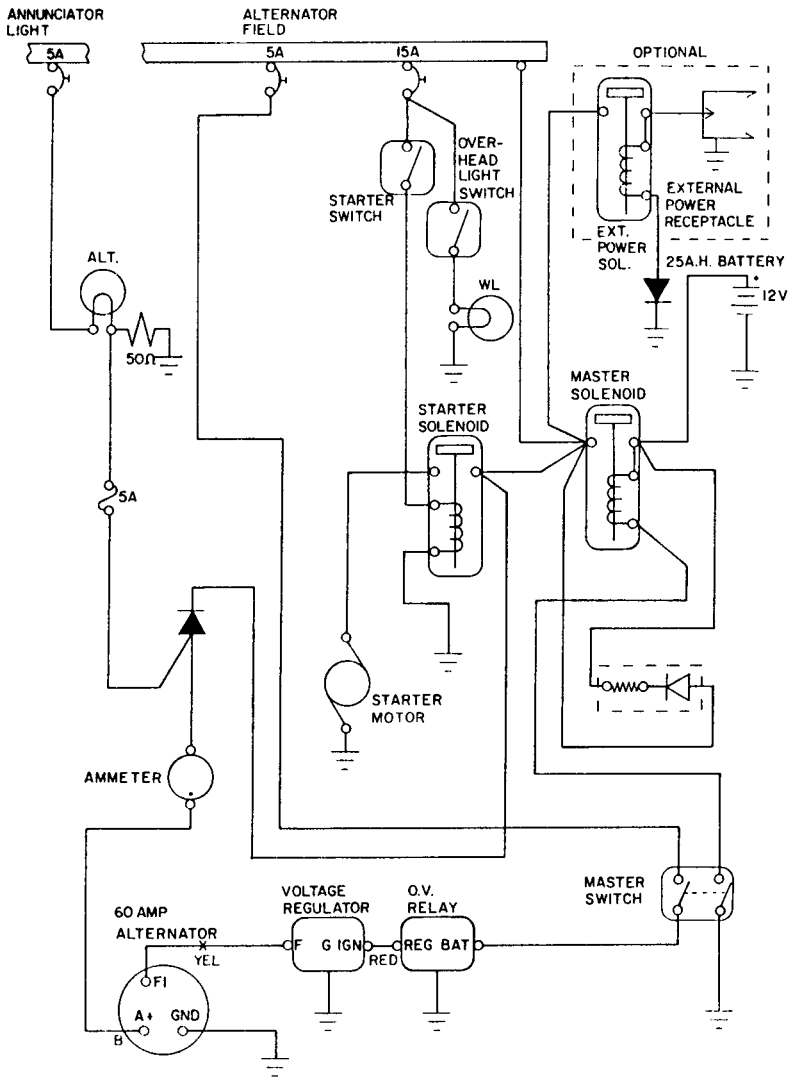 ANNUNCIATOR
LIGHT
ALTERNATOR
FIELD
OPTIONAL
5A
5A
15A
OVER-
HEAD
LIGHT
SWITCH
STARTER
SWITCH
EXTERNAL
POWER
RECEPTACLE
EXT.
POWER
SOL.
25A.H. BATTERY
+
12V
ALT.
WL
50Ω
MASTER
SOLENOID
STARTER
SOLENOID
5A
STARTER
MOTOR
AMMETER
MASTER
SWITCH
VOLTAGE
REGULATOR
O.V.
RELAY
60 AMP
ALTERNATOR
YEL
F G IGN
RED
REG BAT
F1
A+ GND
B